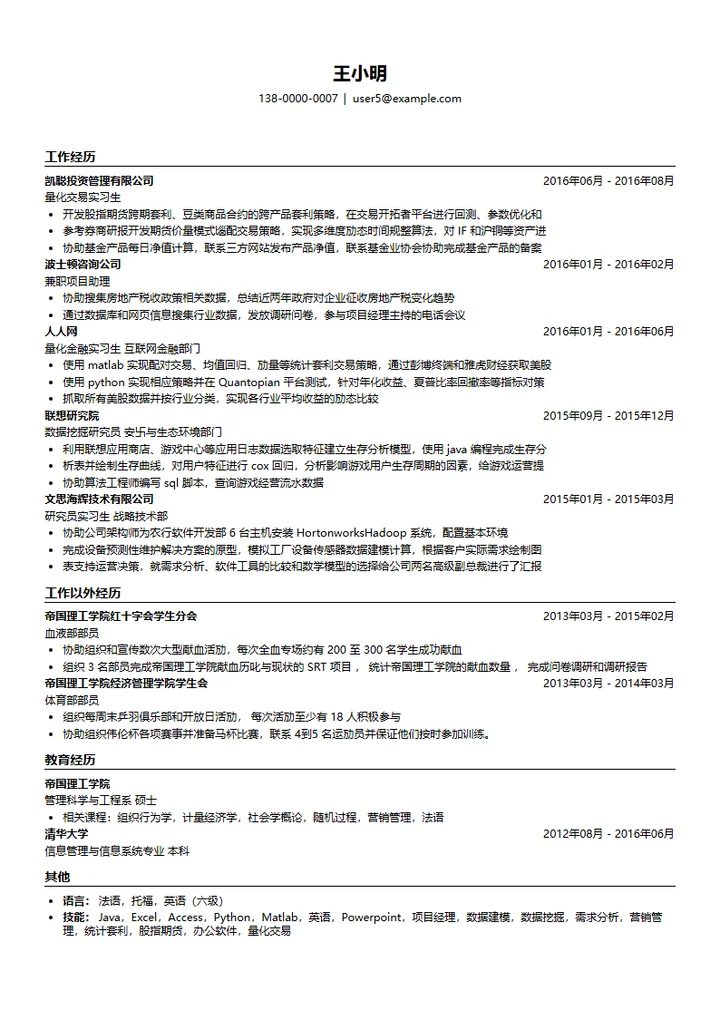 王小明
138-0000-0007 | user5@example.com
工作经历
凯聪投资管理有限公司 2016年06月 - 2016年08月
量化交易实习生
• 开发股指期货跨期套利、豆类商品合约的跨产品套利策略，在交易开拓者平台进行回测、参数优化和
• 参考券商研报开发期货价量模式匹配交易策略，实现多维度动态时间规整算法，对 IF 和沪铜等资产进
• 协助基金产品每日净值计算，联系三方网站发布产品净值，联系基金业协会协助完成基金产品的备案
波士顿咨询公司 2016年01月 - 2016年02月
兼职项目助理
• 协助搜集房地产税收政策相关数据，总结近两年政府对企业征收房地产税变化趋势
• 通过数据库和网页信息搜集行业数据，发放调研问卷，参与项目经理主持的电话会议
人人网 2016年01月 - 2016年06月
量化金融实习生 互联网金融部门
• 使用 matlab 实现配对交易、均值回归、动量等统计套利交易策略，通过彭博终端和雅虎财经获取美股
• 使用 python 实现相应策略并在 Quantopian 平台测试，针对年化收益、夏普比率回撤率等指标对策
• 抓取所有美股数据并按行业分类，实现各行业平均收益的动态比较
联想研究院 2015年09月 - 2015年12月
数据挖掘研究员 安卓与生态环境部门
• 利用联想应用商店、游戏中心等应用日志数据选取特征建立生存分析模型，使用 java 编程完成生存分
• 析表并绘制生存曲线，对用户特征进行 cox 回归，分析影响游戏用户生存周期的因素，给游戏运营提
• 协助算法工程师编写 sql 脚本，查询游戏经营流水数据
文思海辉技术有限公司 2015年01月 - 2015年03月
研究员实习生 战略技术部
• 协助公司架构师为农行软件开发部 6 台主机安装 HortonworksHadoop 系统，配置基本环境
• 完成设备预测性维护解决方案的原型，模拟工厂设备传感器数据建模计算，根据客户实际需求绘制图
• 表支持运营决策，就需求分析、软件工具的比较和数学模型的选择给公司两名高级副总裁进行了汇报
工作以外经历
帝国理工学院红十字会学生分会 2013年03月 - 2015年02月
血液部部员
• 协助组织和宣传数次大型献血活动，每次全血专场约有 200 至 300 名学生成功献血
• 组织 3 名部员完成帝国理工学院献血历史与现状的 SRT 项目 ， 统计帝国理工学院的献血数量 ， 完成问卷调研和调研报告
帝国理工学院经济管理学院学生会 2013年03月 - 2014年03月
体育部部员
• 组织每周末乒羽俱乐部和开放日活动， 每次活动至少有 18 人积极参与
• 协助组织伟伦杯各项赛事并准备马杯比赛，联系 4到5 名运动员并保证他们按时参加训练。
教育经历
帝国理工学院
管理科学与工程系 硕士
• 相关课程：组织行为学，计量经济学，社会学概论，随机过程，营销管理，法语
清华大学 2012年08月 - 2016年06月
信息管理与信息系统专业 本科
其他
• 语言： 法语，托福，英语（六级）
• 技能： Java，Excel，Access，Python，Matlab，英语，Powerpoint，项目经理，数据建模，数据挖掘，需求分析，营销管
理，统计套利，股指期货，办公软件，量化交易